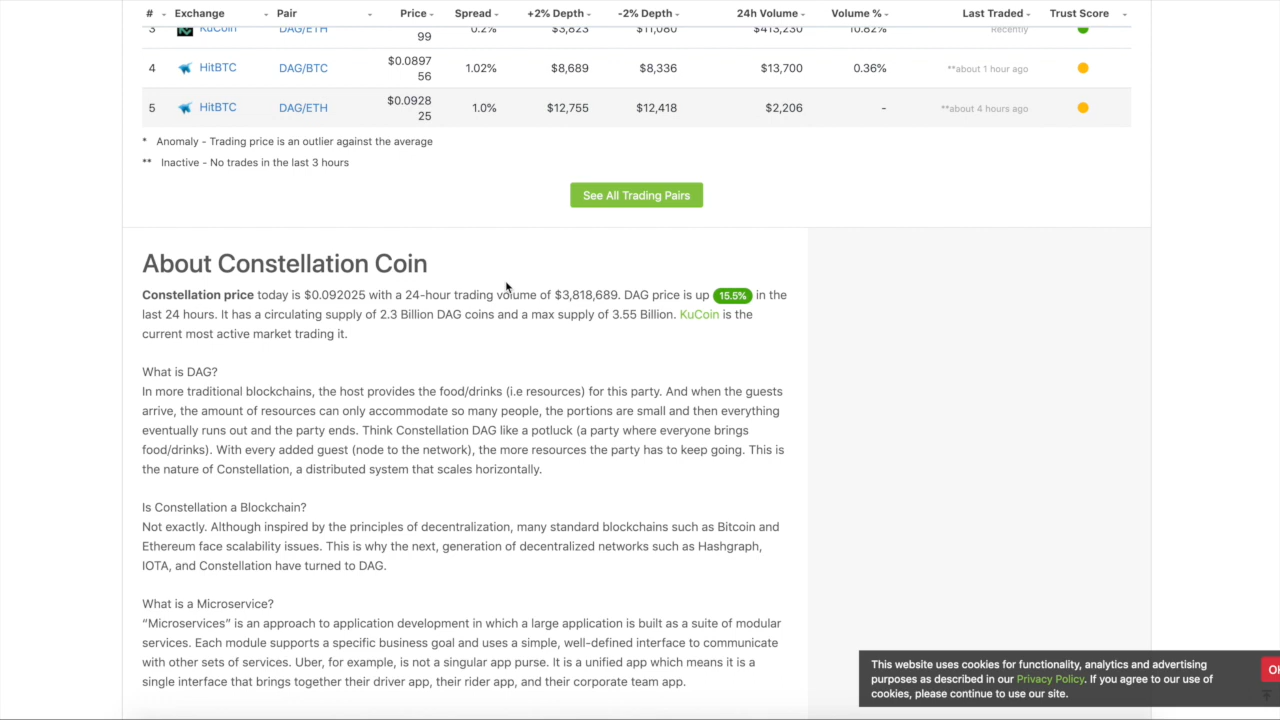 # Exchange Pair Price Spread +2% Depth -2% Depth 24h Volume Volume % Last Traded Trust Score
3 KuCoin DAG/ETH 0.2% $3,823 $11,080 $413,230 10.82% Recently
99
4 HitBTC DAG/BTC $0.0897 1.02% $8,689 $8,336 $13,700 0.36% **about 1 hour ago
56
5 HitBTC DAG/ETH $0.0928 1.0% $12,755 $12,418 $2,206 - **about 4 hours ago
25
* Anomaly - Trading price is an outlier against the average
** Inactive - No trades in the last 3 hours
See All Trading Pairs
About Constellation Coin
Constellation price today is $0.092025 with a 24-hour trading volume of $3,818,689. DAG price is up 15.5% in the
last 24 hours. It has a circulating supply of 2.3 Billion DAG coins and a max supply of 3.55 Billion. KuCoin is the
current most active market trading it.
What is DAG?
In more traditional blockchains, the host provides the food/drinks (i.e resources) for this party. And when the guests
arrive, the amount of resources can only accommodate so many people, the portions are small and then everything
eventually runs out and the party ends. Think Constellation DAG like a potluck (a party where everyone brings
food/drinks). With every added guest (node to the network), the more resources the party has to keep going. This is
the nature of Constellation, a distributed system that scales horizontally.
Is Constellation a Blockchain?
Not exactly. Although inspired by the principles of decentralization, many standard blockchains such as Bitcoin and
Ethereum face scalability issues. This is why the next, generation of decentralized networks such as Hashgraph,
IOTA, and Constellation have turned to DAG.
What is a Microservice?
“Microservices” is an approach to application development in which a large application is built as a suite of modular
services. Each module supports a specific business goal and uses a simple, well-defined interface to communicate
with other sets of services. Uber, for example, is not a singular app purse. It is a unified app which means it is a
single interface that brings together their driver app, their rider app, and their corporate team app.
This website uses cookies for functionality, analytics and advertising
purposes as described in our Privacy Policy. If you agree to our use of
cookies, please continue to use our site.